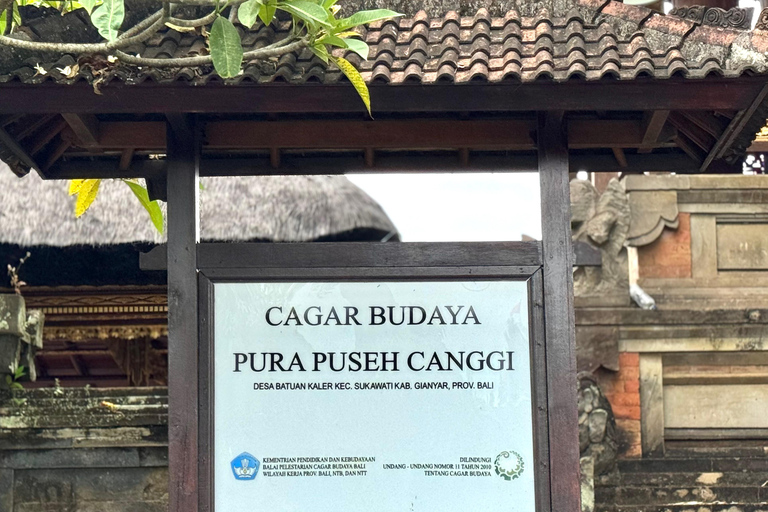 CAGAR BUDAYA
PURA PUSEH CANGGI
DESA BATUAN KALER KEC. SUKAWATI KAB. GIANYAR, PROV. BALI
KEMENTRIAN PENDIDIKAN DAN KEBUDAYAAN
BALAI PELESTARIAN CAGAR BUDAYA BALI
WILAYAH KERJA PROV. BALI, NTB, DAN NTT
DILINDUNGI
UNDANG - UNDANG NOMOR 11 TAHUN 2010
TENTANG CAGAR BUDAYA